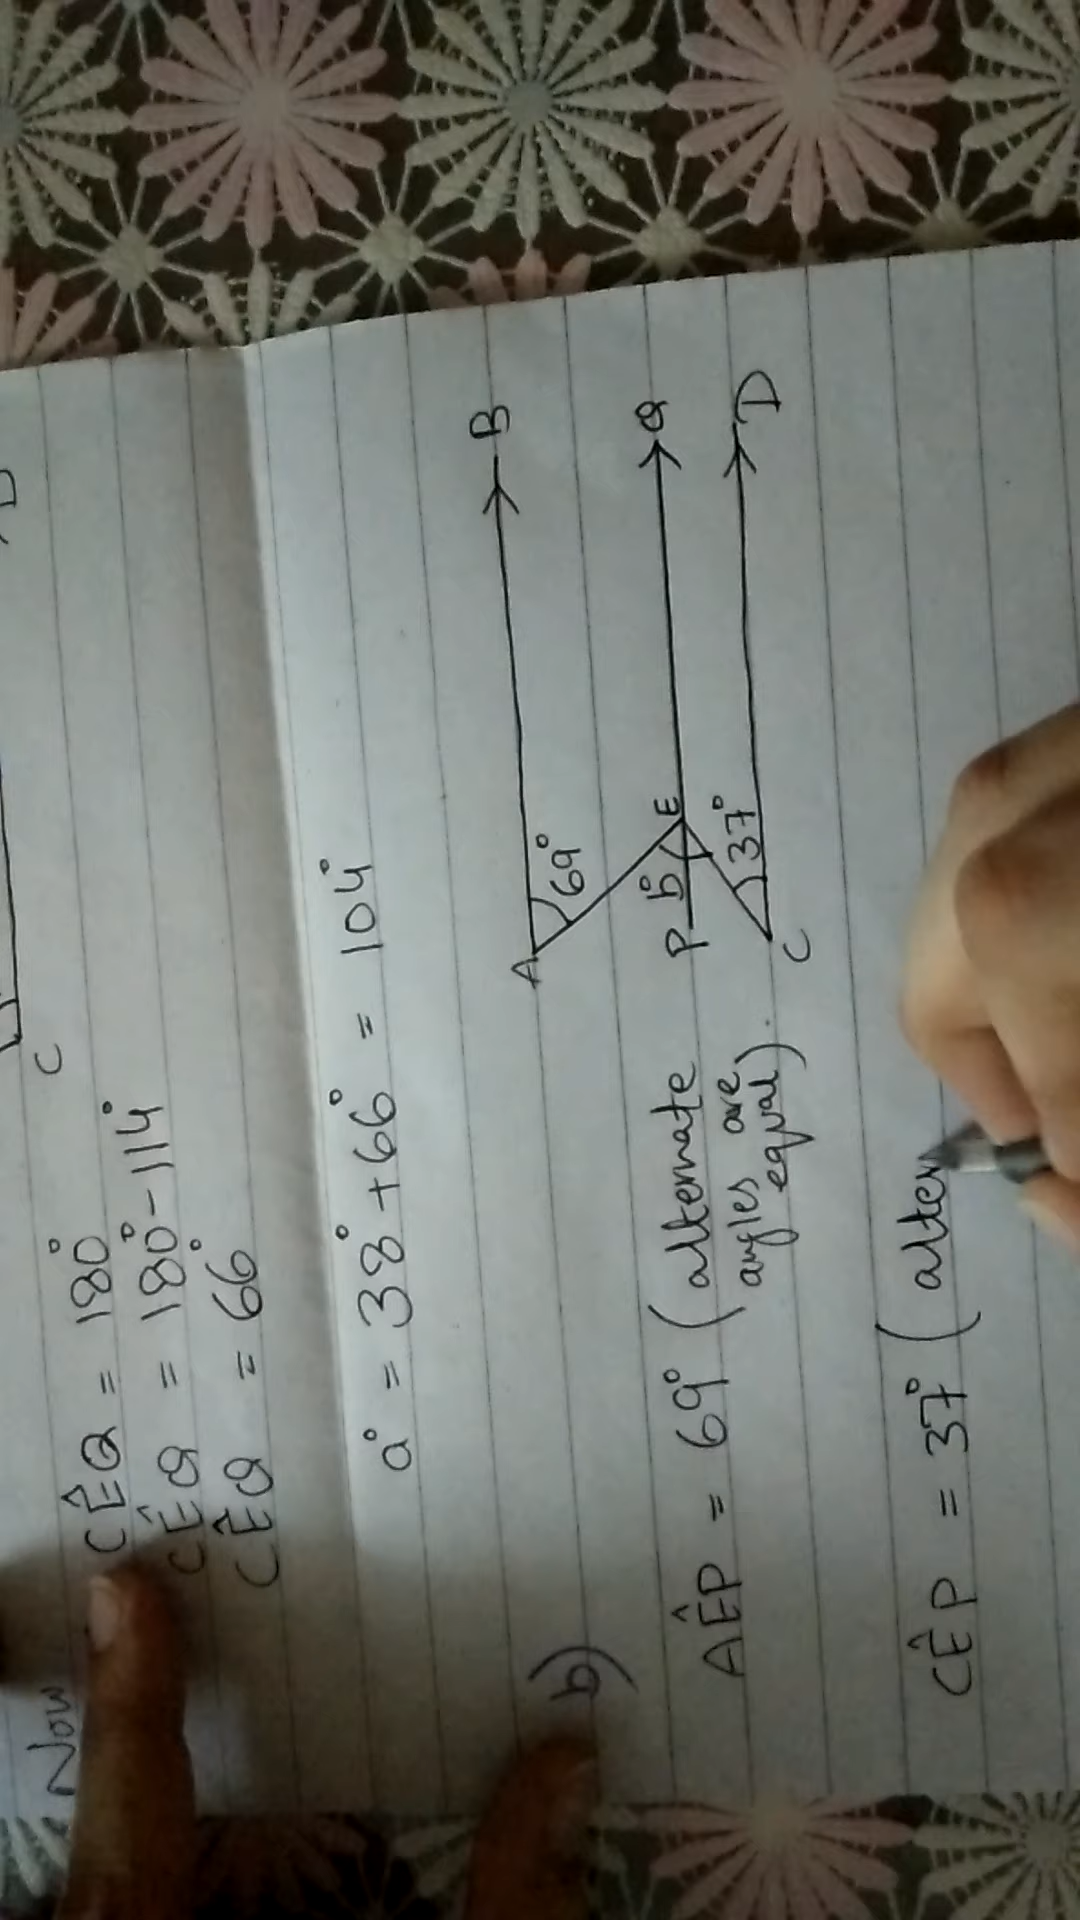 D
C
Now
CÊQ = 180°
CÊQ = 180° - 114°
CÊQ = 66°
a° = 38° + 66° = 104°
b)
A
B
69°
E
P
b°
Q
37°
C
D
AÊP = 69° (alternate
angles are
equal).
CÊP = 37° (altern